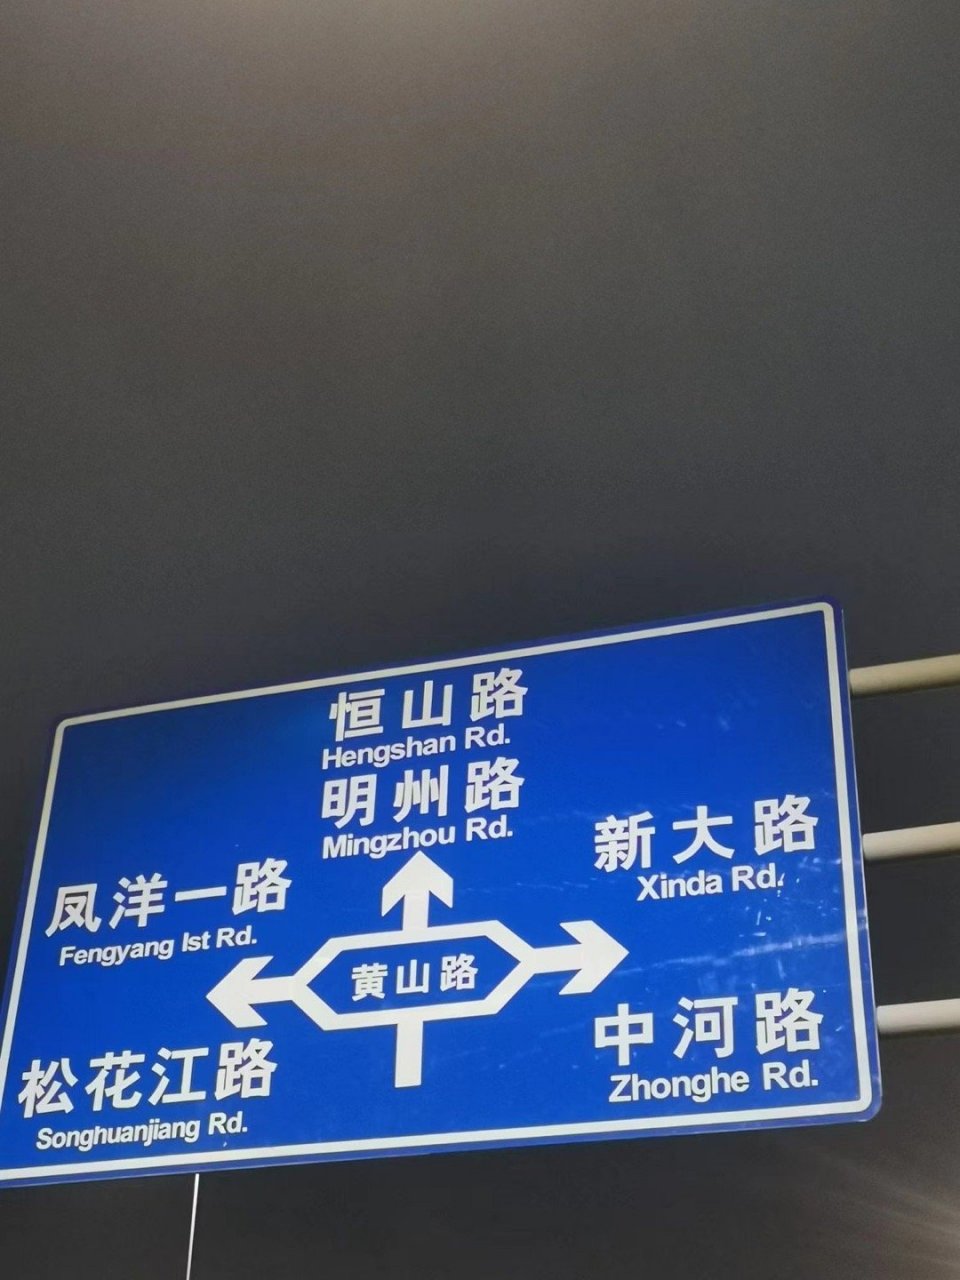 恒山路
Hengshan Rd.
明州路
Mingzhou Rd.
新大路
Xinda Rd.
凤洋一路
Fengyang Ist Rd.
黄山路
中河路
Zhonghe Rd.
松花江路
Songhuanjiang Rd.